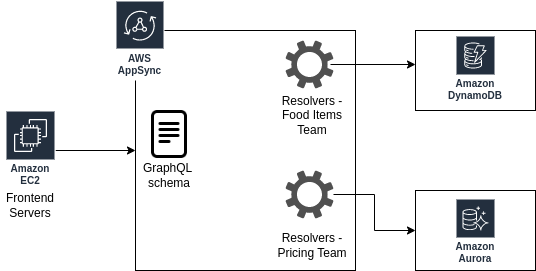 AWS
AppSync
Resolvers -
Food Items
Team
Amazon
DynamoDB
Amazon
EC2
Frontend
Servers
GraphQL
schema
Resolvers -
Pricing Team
Amazon
Aurora